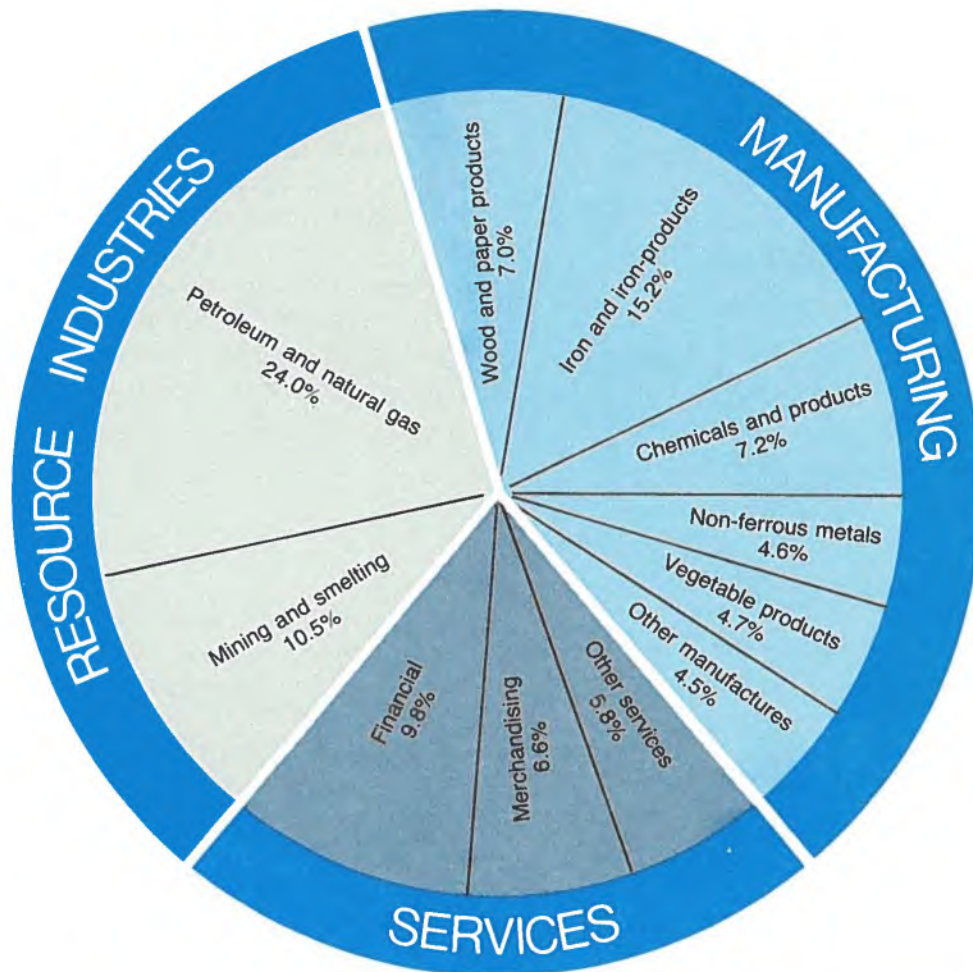 MANUFACTURING
Wood and paper products
7.0%
Iron and iron-products
15.2%
Chemicals and products
7.2%
Non-ferrous metals
4.6%
Vegetable products
4.7%
Other manufactures
4.5%
SERVICES
Other services
5.8%
Merchandising
6.6%
Financial
9.8%
RESOURCE INDUSTRIES
Mining and smelting
10.5%
Petroleum and natural gas
24.0%